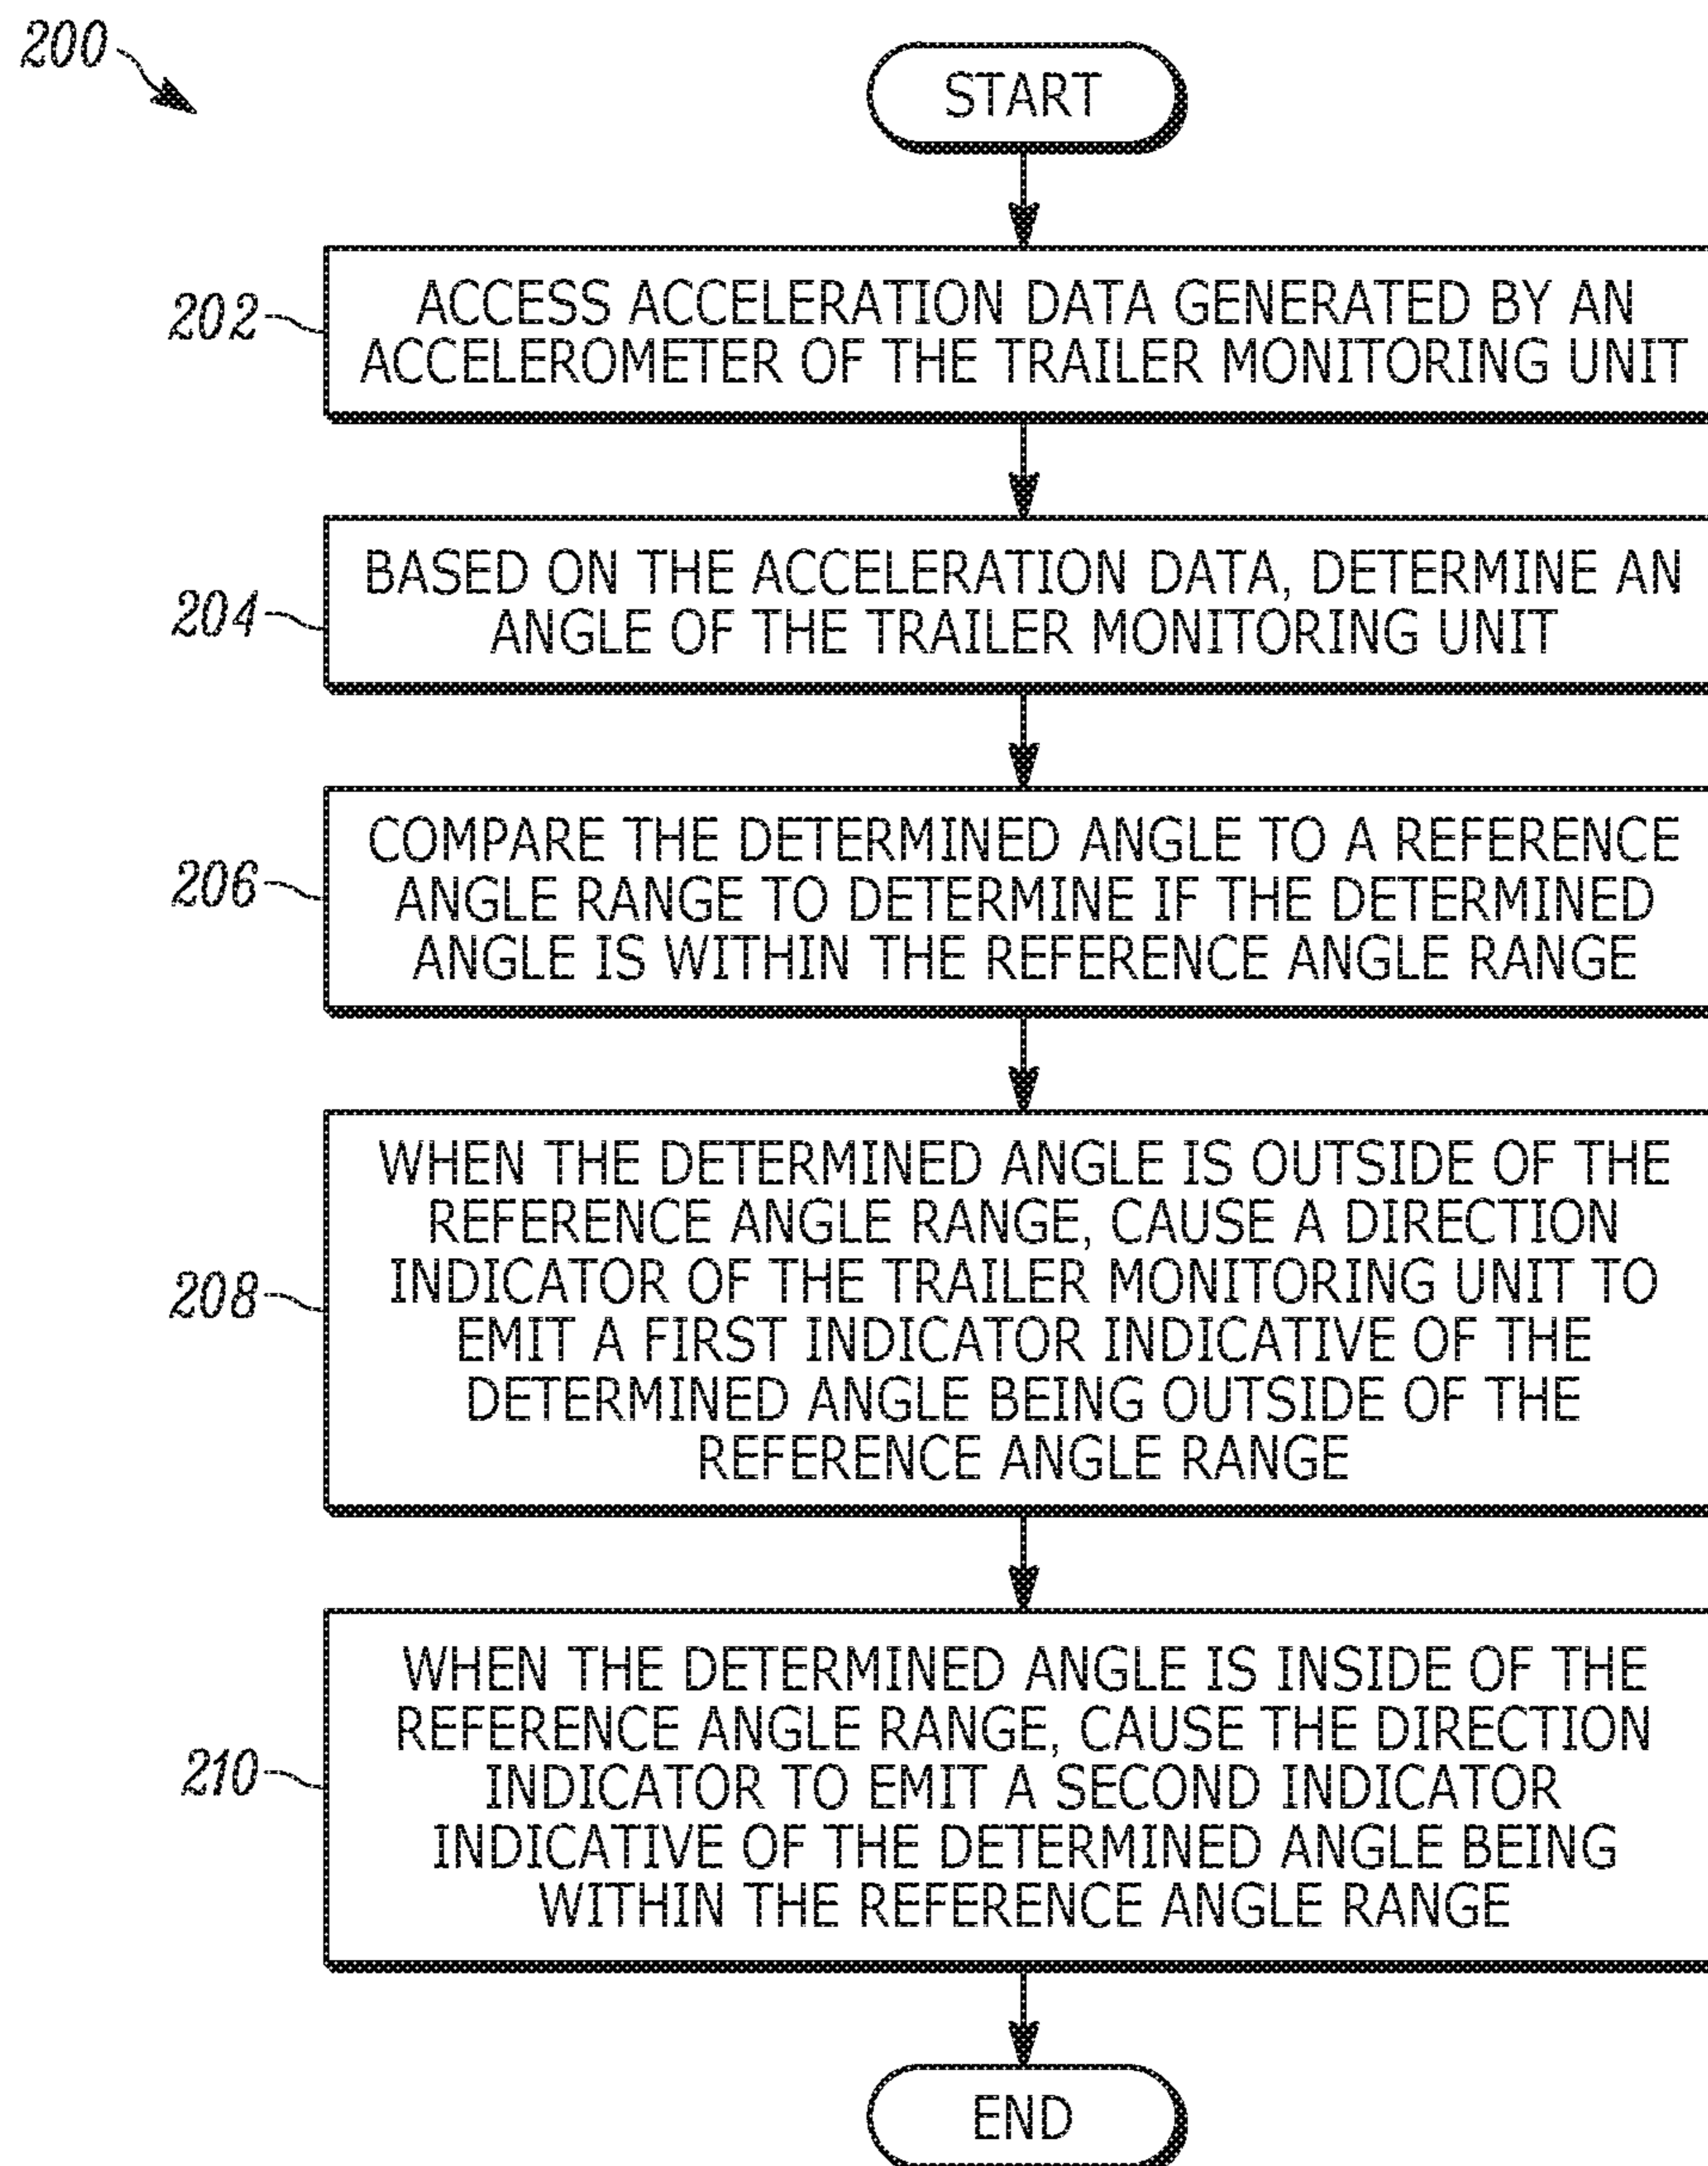 200
START
202
ACCESS ACCELERATION DATA GENERATED BY AN
ACCELEROMETER OF THE TRAILER MONITORING UNIT
204
BASED ON THE ACCELERATION DATA, DETERMINE AN
ANGLE OF THE TRAILER MONITORING UNIT
206
COMPARE THE DETERMINED ANGLE TO A REFERENCE
ANGLE RANGE TO DETERMINE IF THE DETERMINED
ANGLE IS WITHIN THE REFERENCE ANGLE RANGE
208
WHEN THE DETERMINED ANGLE IS OUTSIDE OF THE
REFERENCE ANGLE RANGE, CAUSE A DIRECTION
INDICATOR OF THE TRAILER MONITORING UNIT TO
EMIT A FIRST INDICATOR INDICATIVE OF THE
DETERMINED ANGLE BEING OUTSIDE OF THE
REFERENCE ANGLE RANGE
210
WHEN THE DETERMINED ANGLE IS INSIDE OF THE
REFERENCE ANGLE RANGE, CAUSE THE DIRECTION
INDICATOR TO EMIT A SECOND INDICATOR
INDICATIVE OF THE DETERMINED ANGLE BEING
WITHIN THE REFERENCE ANGLE RANGE
END